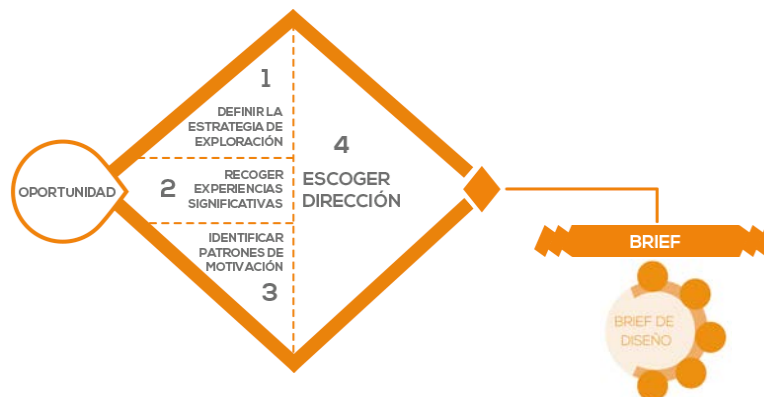 OPORTUNIDAD
1
DEFINIR LA
ESTRATEGIA DE
EXPLORACIÓN
2
RECOGER
EXPERIENCIAS
SIGNIFICATIVAS
IDENTIFICAR
PATRONES DE
MOTIVACIÓN
3
4
ESCOGER
DIRECCIÓN
BRIEF
BRIEF DE
DISEÑO